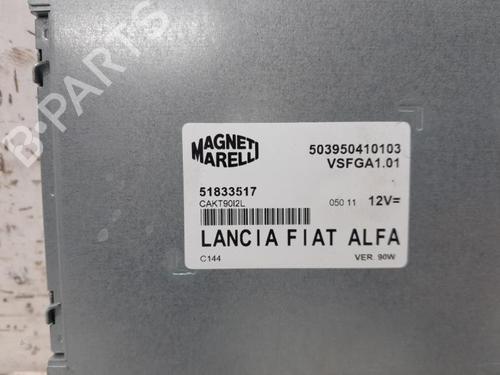 B-PARTS
MAGNETI MARELLI
503950410103
VSFGA1.01
51833517
CAKT90I2L
050 11 12V=
LANCIA FIAT ALFA
C144
VER. 90W